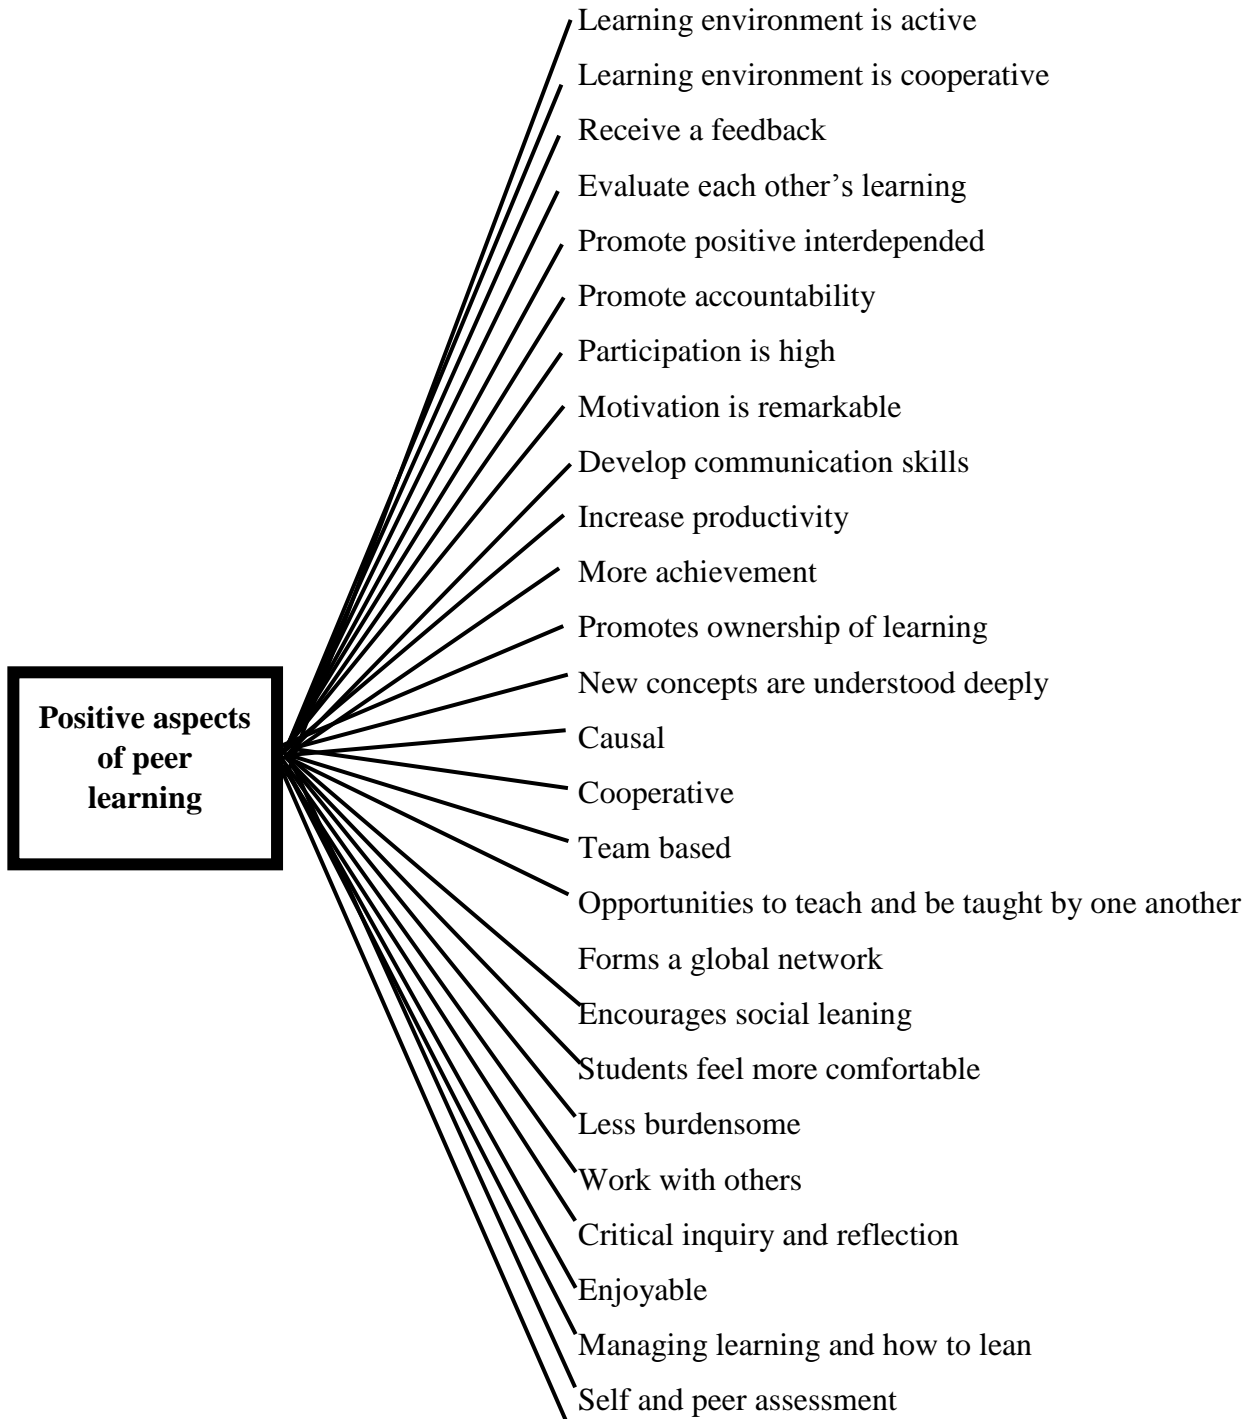 Learning environment is active
Learning environment is cooperative
Receive a feedback
Evaluate each other’s learning
Promote positive interdepended
Promote accountability
Participation is high
Motivation is remarkable
Develop communication skills
Increase productivity
More achievement
Promotes ownership of learning
New concepts are understood deeply
Positive aspects
of peer
learning
Causal
Cooperative
Team based
Opportunities to teach and be taught by one another
Forms a global network
Encourages social leaning
Students feel more comfortable
Less burdensome
Work with others
Critical inquiry and reflection
Enjoyable
Managing learning and how to lean
Self and peer assessment